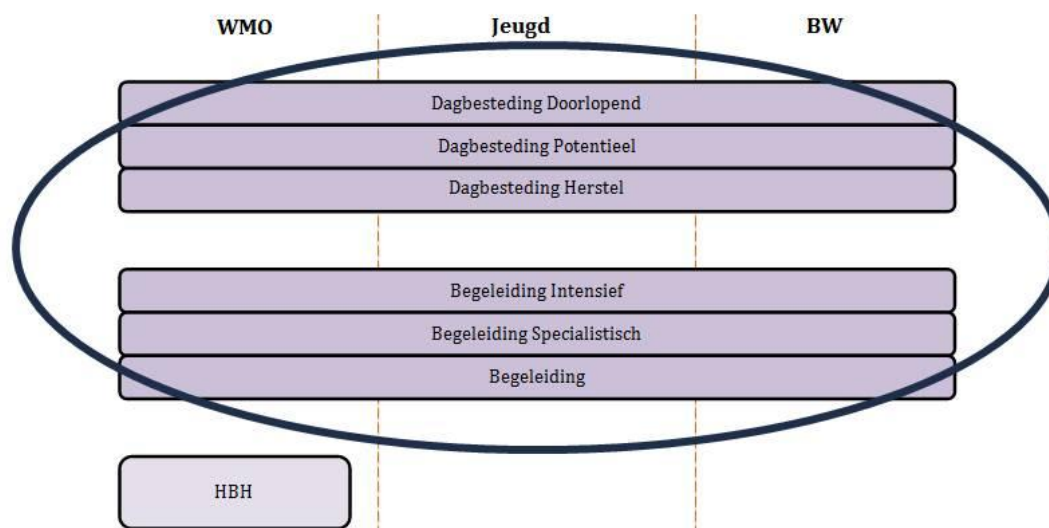 WMO Jeugd BW
Dagbesteding Doorlopend
Dagbesteding Potentieel
Dagbesteding Herstel
Begeleiding Intensief
Begeleiding Specialistisch
Begeleiding
HBH